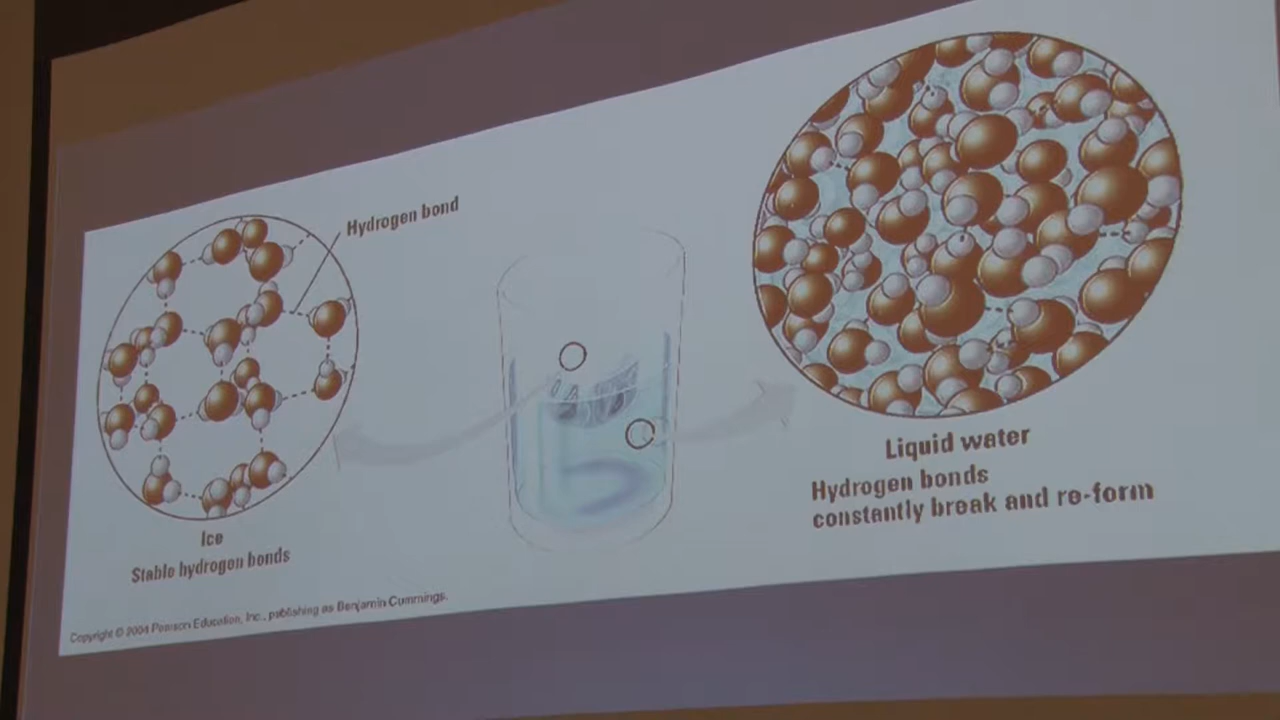 Hydrogen bond
Ice
Stable hydrogen bonds
Liquid water
Hydrogen bonds
constantly break and re-form
Copyright © 2004 Pearson Education, Inc., publishing as Benjamin Cummings.